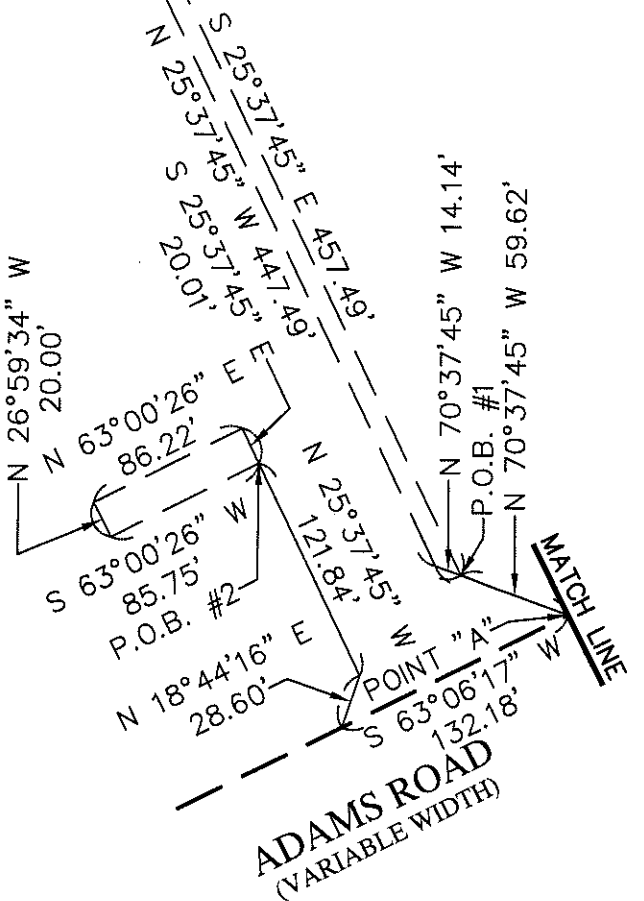 S 25°37'45" E 457.49'
N 25°37'45" W 447.49'
S 25°37'45" E
20.01'
N 26°59'34" W
20.00'
N 63°00'26" E
86.22'
S 63°00'26" W
85.75'
P.O.B. #2
N 25°37'45" W
121.84'
N 18°44'16" E
28.60'
N 70°37'45" W 14.14'
P.O.B. #1
N 70°37'45" W 59.62'
POINT "A"
S 63°06'17" W
132.18'
MATCH LINE
ADAMS ROAD
(VARIABLE WIDTH)